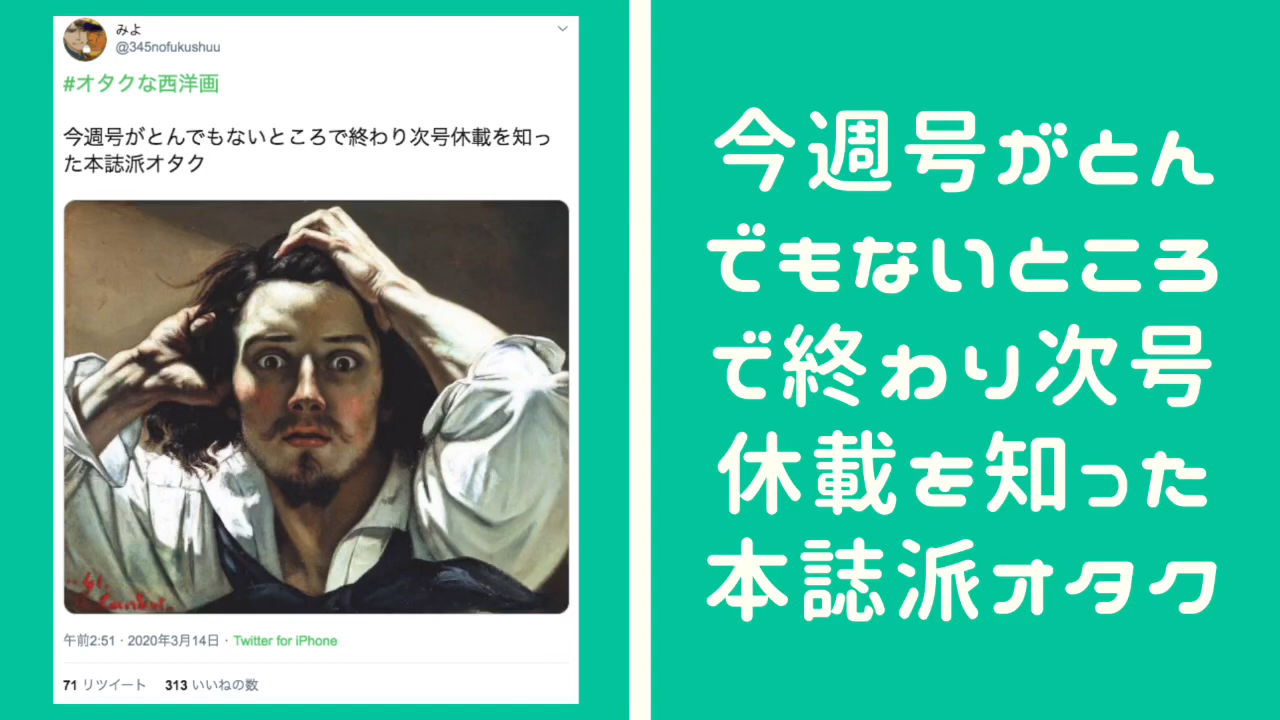 みよ
@345nofukushuu
#オタクな西洋画
今週号がとんでもないところで終わり次号休載を知っ
た本誌派オタク
午前2:51 · 2020年3月14日 · Twitter for iPhone
71 リツイート 313 いいねの数
今週号がとん
でもないところ
で終わり次号
休載を知った
本誌派オタク